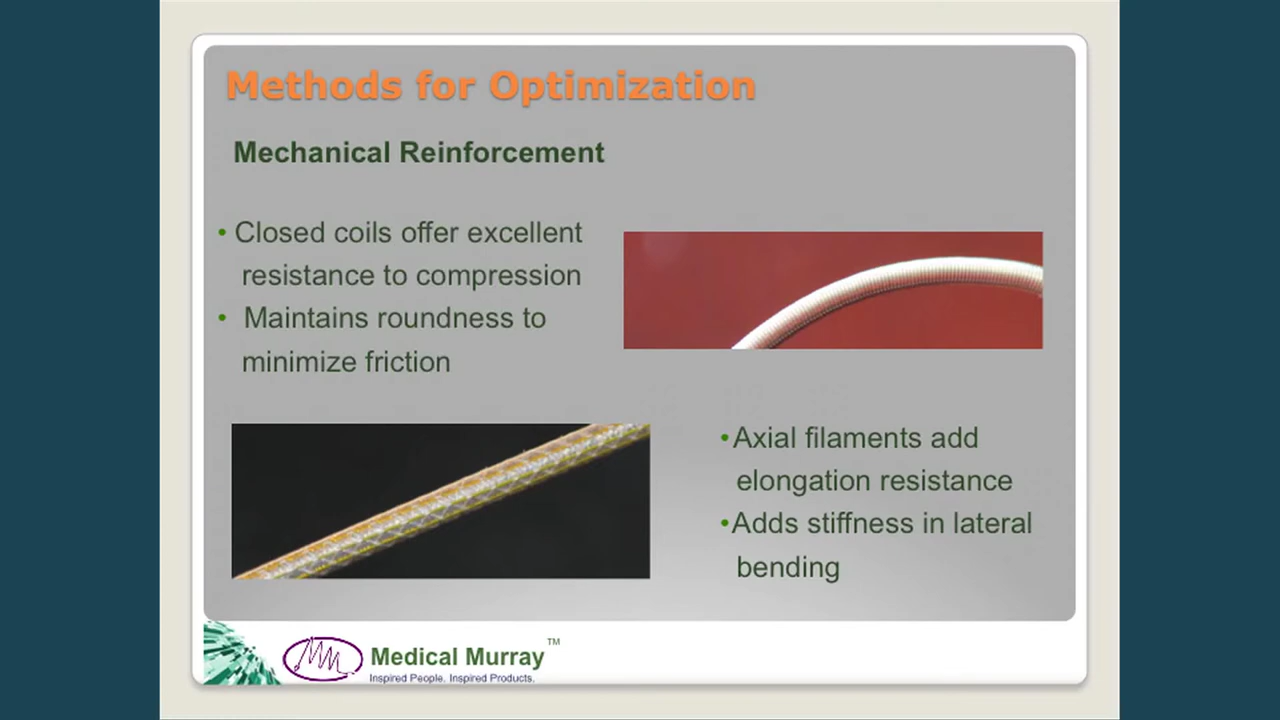 Methods for Optimization
Mechanical Reinforcement
• Closed coils offer excellent
resistance to compression
• Maintains roundness to
minimize friction
•Axial filaments add
elongation resistance
•Adds stiffness in lateral
bending
MM
Medical Murray™
Inspired People. Inspired Products.